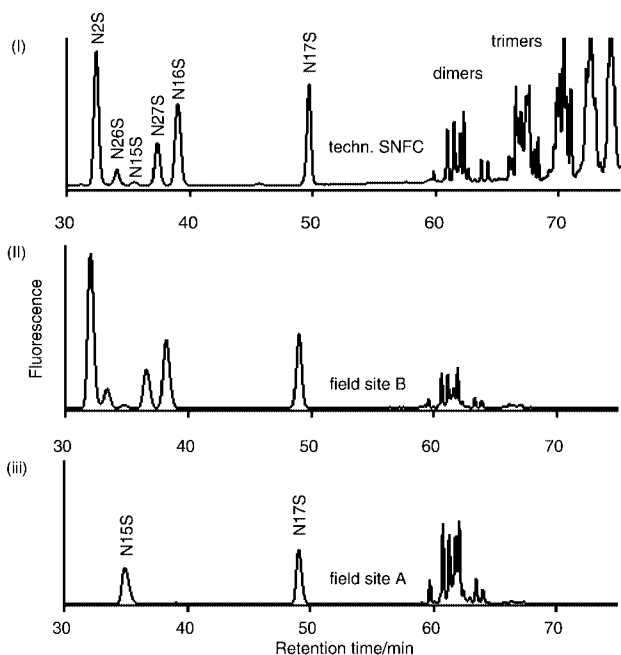 (I)
N2S
N26S
N15S
N27S
N16S
N17S
dimers
trimers
techn. SNFC
30 40 50 60 70
(II)
Fluorescence
field site B
30 40 50 60 70
(iii)
N15S
N17S
field site A
30 40 50 60 70
Retention time/min